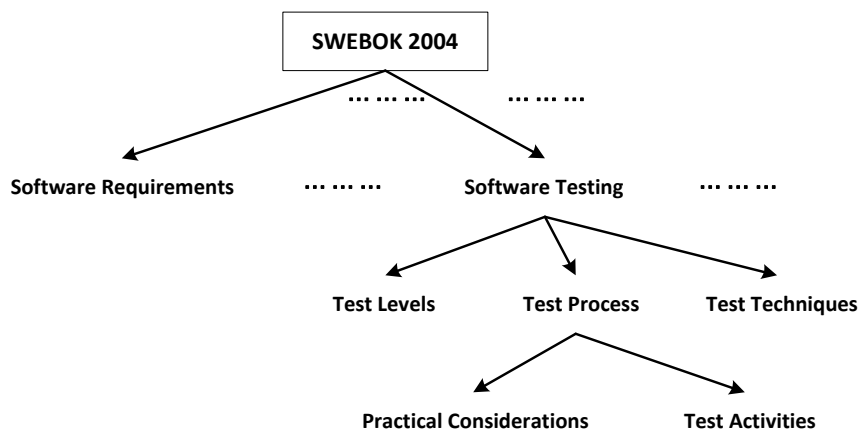 SWEBOK 2004
... ... ... ... ... ...
Software Requirements ... ... ... Software Testing ... ... ...
Test Levels Test Process Test Techniques
Practical Considerations Test Activities